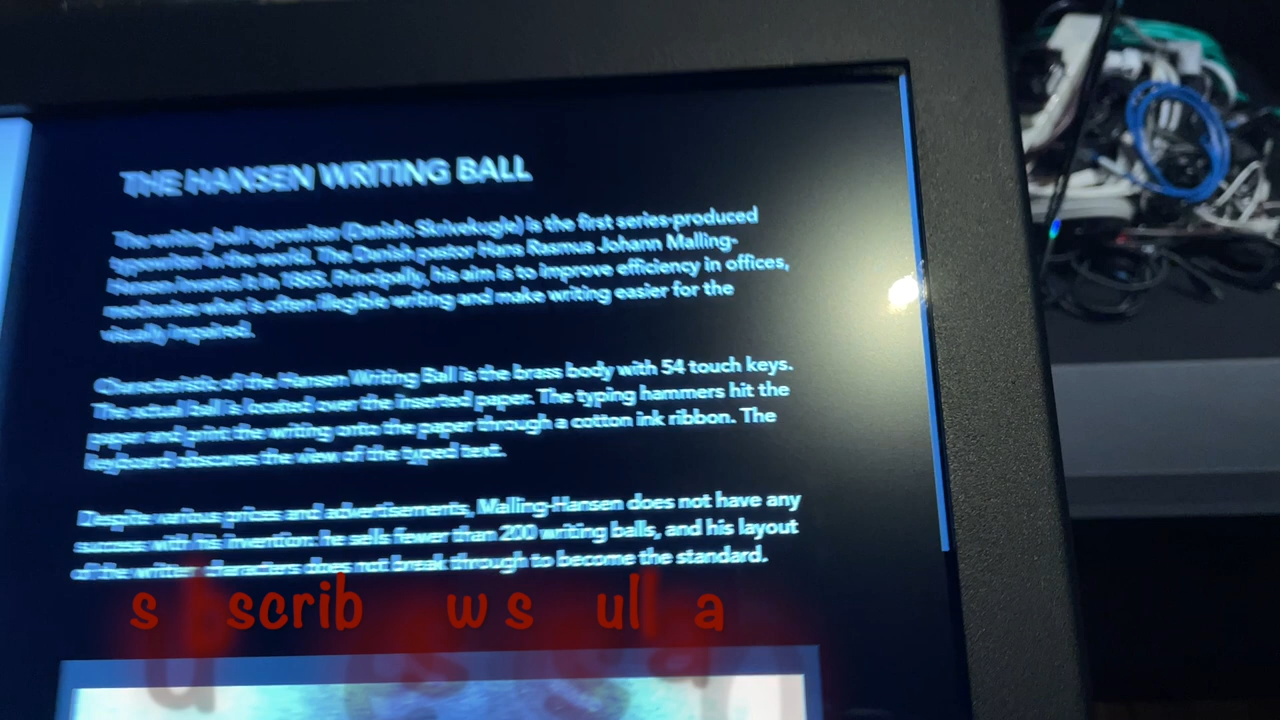 THE HANSEN WRITING BALL
The writing ball typewriter (Danish: Skrivekugle) is the first series-produced
typewriter in the world. The Danish pastor Hans Rasmus Johann Malling-
Hansen invents it in 1865. Principally, his aim is to improve efficiency in offices,
mechanise what is often illegible writing and make writing easier for the
visually impaired.
Characteristic of the Hansen Writing Ball is the brass body with 54 touch keys.
The actual ball is located over the inserted paper. The typing hammers hit the
paper and print the writing onto the paper through a cotton ink ribbon. The
keyboard obscures the view of the typed text.
Despite various prizes and advertisements, Malling-Hansen does not have any
success with his invention: he sells fewer than 200 writing balls, and his layout
of the written characters does not break through to become the standard.